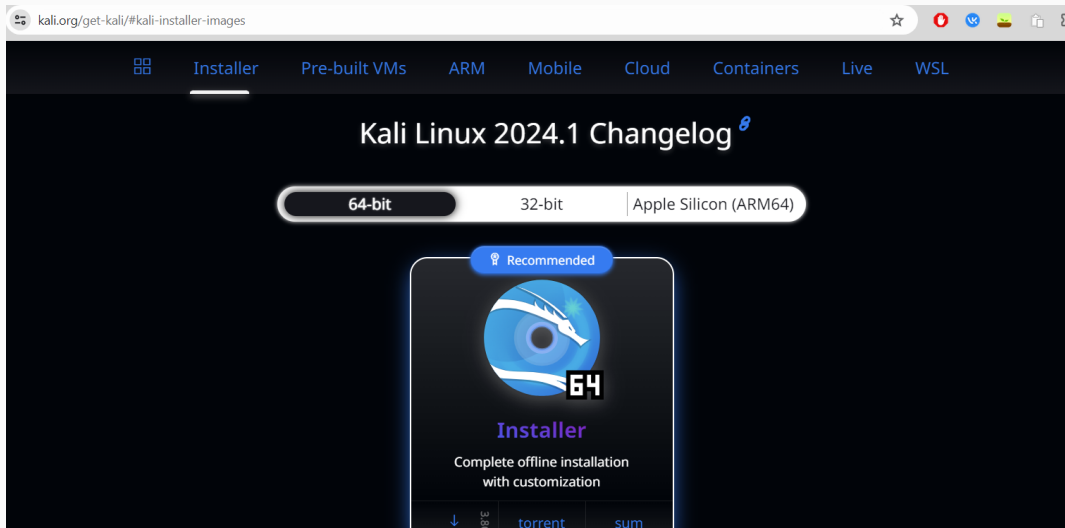 kali.org/get-kali/#kali-installer-images
Installer Pre-built VMs ARM Mobile Cloud Containers Live WSL
Kali Linux 2024.1 Changelog
64-bit 32-bit Apple Silicon (ARM64)
Recommended
64
Installer
Complete offline installation
with customization
torrent sum